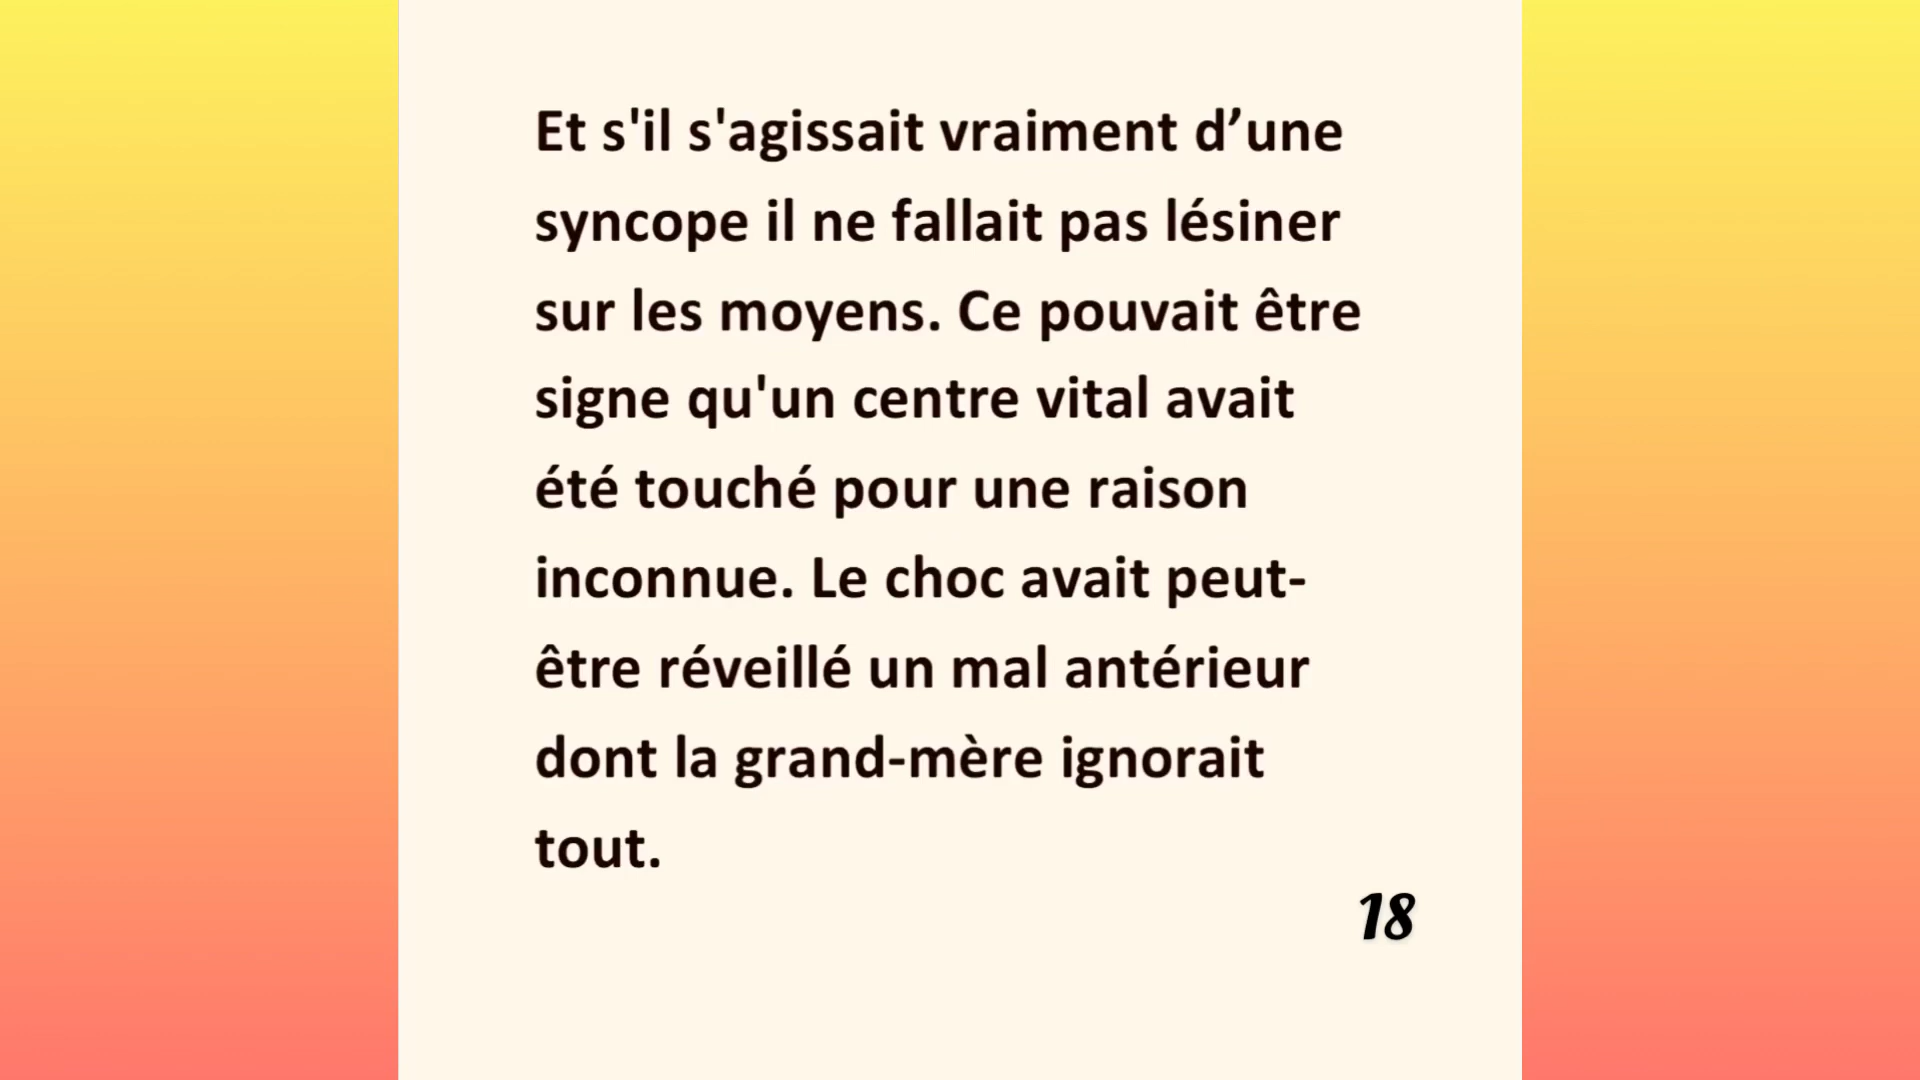 Et s'il s'agissait vraiment d’une
syncope il ne fallait pas lésiner
sur les moyens. Ce pouvait être
signe qu'un centre vital avait
été touché pour une raison
inconnue. Le choc avait peut-
être réveillé un mal antérieur
dont la grand-mère ignorait
tout.
18